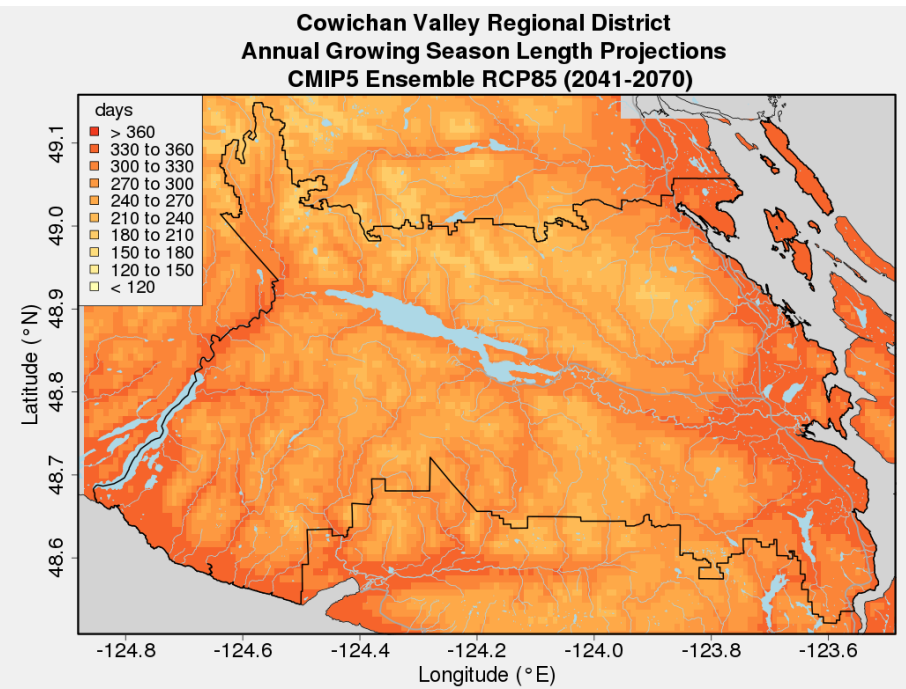 Cowichan Valley Regional District
Annual Growing Season Length Projections
CMIP5 Ensemble RCP85 (2041-2070)
days
> 360
330 to 360
300 to 330
270 to 300
240 to 270
210 to 240
180 to 210
150 to 180
120 to 150
< 120
Latitude (°N)
49.1
49.0
48.9
48.8
48.7
48.6
-124.8 -124.6 -124.4 -124.2 -124.0 -123.8 -123.6
Longitude (°E)